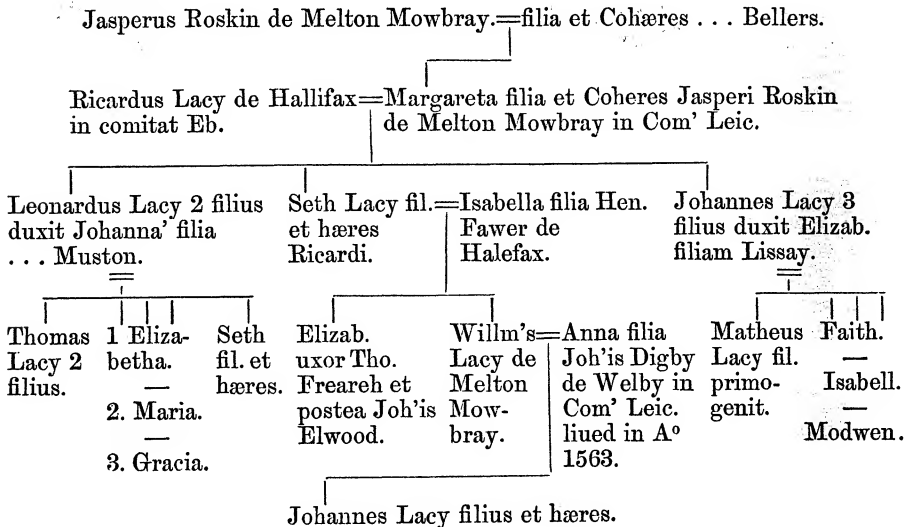 Jasperus Roskin de Melton Mowbray.=filia et Cohæres . . . Bellers.
Ricardus Lacy de Hallifax=Margareta filia et Coheres Jasperi Roskin
in comitat Eb.
de Melton Mowbray in Com' Leic.
Leonardus Lacy 2 filius
duxit Johanna' filia
. . . Muston.
Seth Lacy fil.=Isabella filia Hen.
et hæres
Ricardi.
Fawer de
Halefax.
Johannes Lacy 3
filius duxit Elizab.
filiam Lissay.
Thomas
Lacy 2
filius.
1 Eliza-
betha.
—
2. Maria.
—
3. Gracia.
Seth
fil. et
hæres.
Elizab.
uxor Tho.
Freareh et
postea Joh'is
Elwood.
Willm's=Anna filia
Lacy de
Melton
Mow-
bray.
Joh'is Digby
de Welby in
Com' Leic.
liued in Aº
1563.
Matheus
Lacy fil.
primo-
genit.
Faith.
—
Isabell.
—
Modwen.
Johannes Lacy filius et hæres.